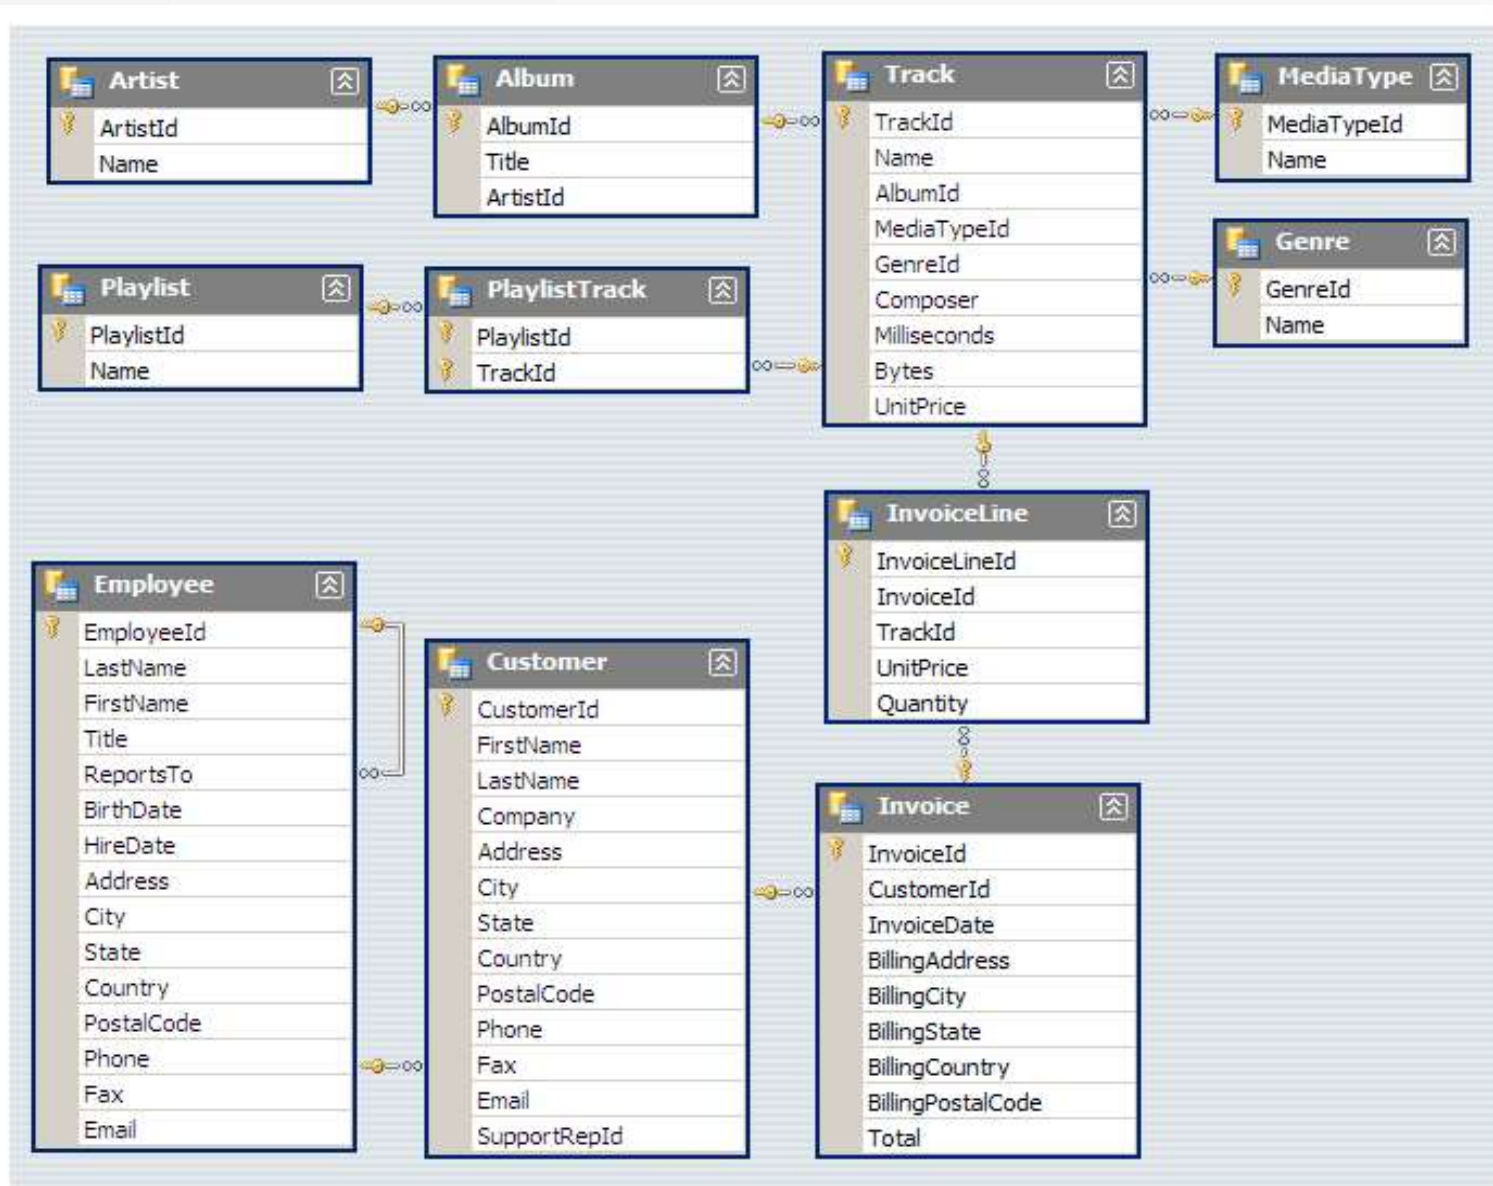 Artist
ArtistId
Name
Album
AlbumId
Title
ArtistId
Track
TrackId
Name
AlbumId
MediaTypeId
GenreId
Composer
Milliseconds
Bytes
UnitPrice
MediaType
MediaTypeId
Name
Genre
GenreId
Name
Playlist
PlaylistId
Name
PlaylistTrack
PlaylistId
TrackId
InvoiceLine
InvoiceLineId
InvoiceId
TrackId
UnitPrice
Quantity
Employee
EmployeeId
LastName
FirstName
Title
ReportsTo
BirthDate
HireDate
Address
City
State
Country
PostalCode
Phone
Fax
Email
Customer
CustomerId
FirstName
LastName
Company
Address
City
State
Country
PostalCode
Phone
Fax
Email
SupportRepId
Invoice
InvoiceId
CustomerId
InvoiceDate
BillingAddress
BillingCity
BillingState
BillingCountry
BillingPostalCode
Total